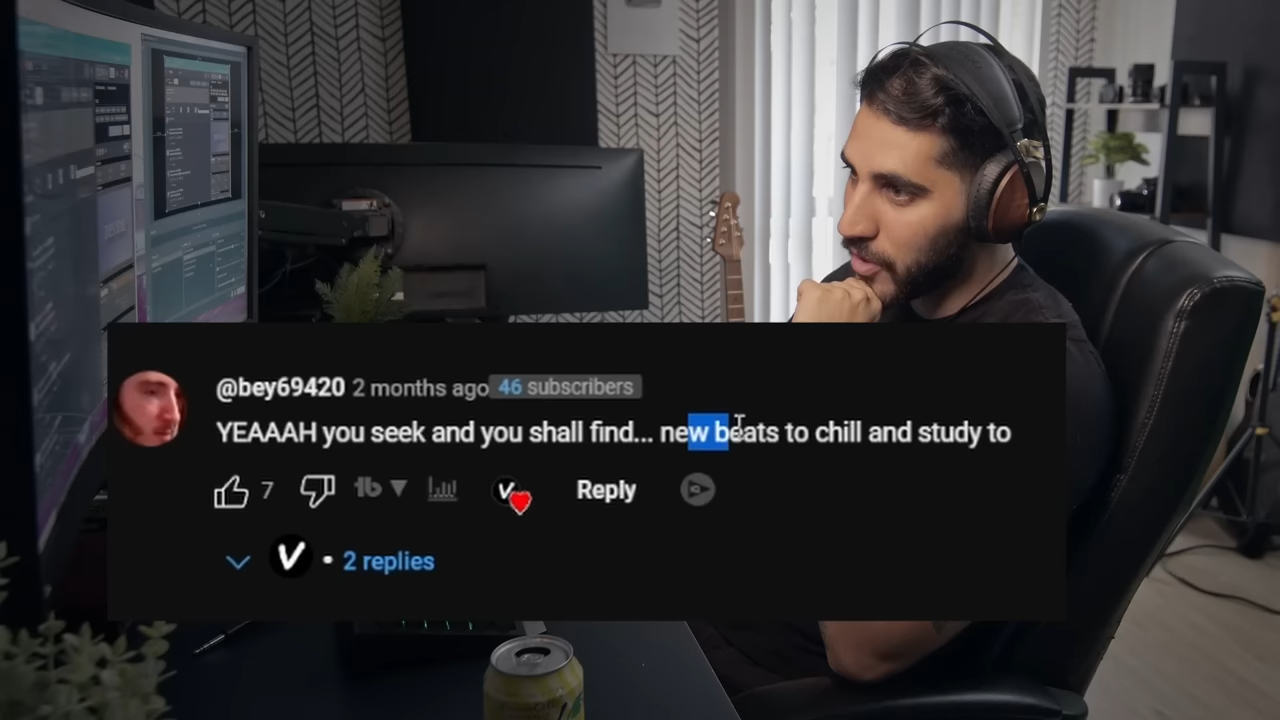 @bey69420 2 months ago 46 subscribers
YEAAAH you seek and you shall find... new beats to chill and study to
7 tb Reply
2 replies